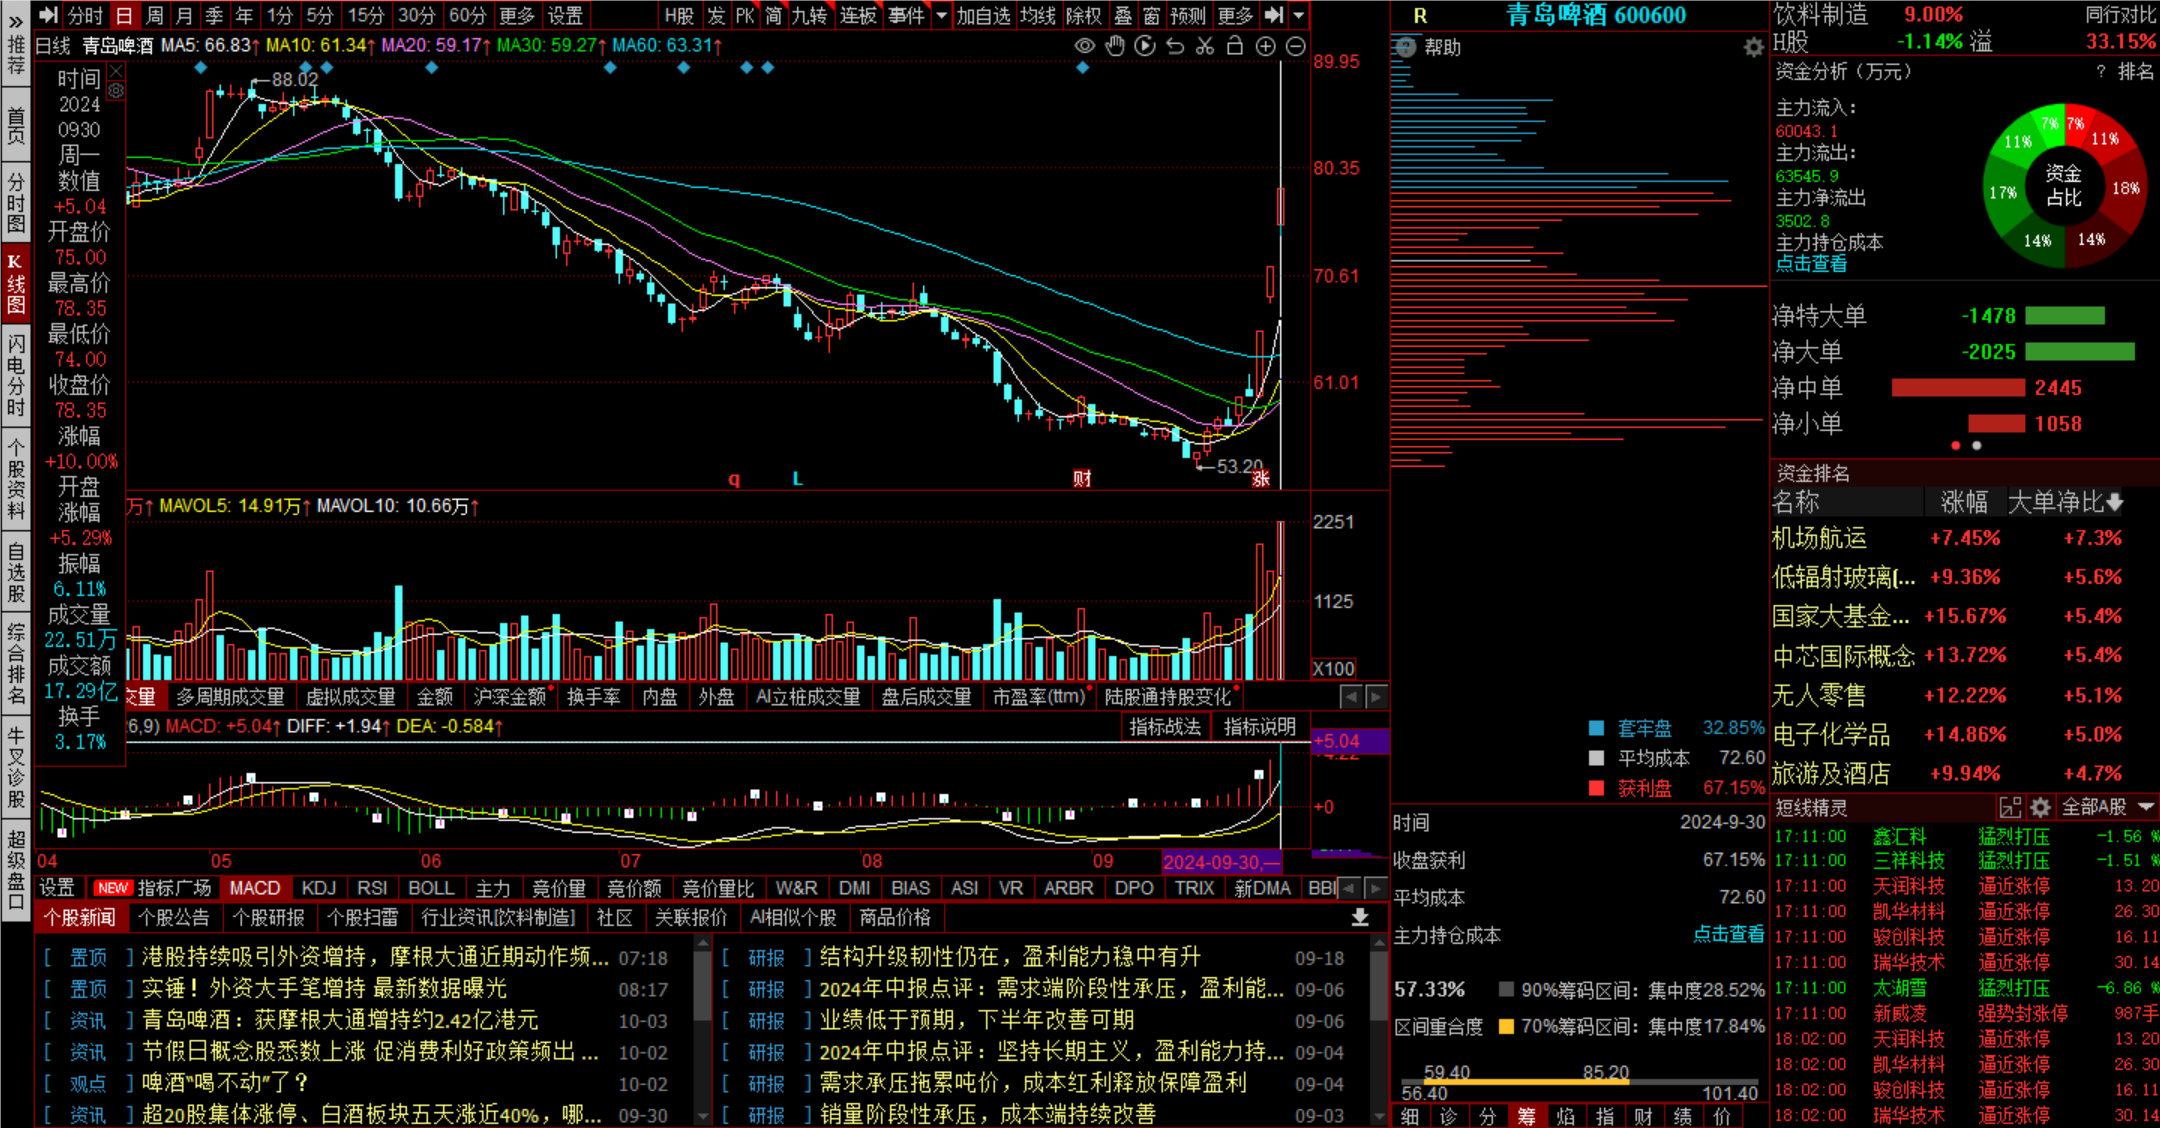 分时 日 周 月 季 年 1分 5分 15分 30分 60分 更多 设置
H股 发 PK 简 九转 连板 事件 加自选 均线 除权 叠 窗 预测 更多
R 青岛啤酒 600600
饮料制造 9.00% 同行对比
H股 -1.14% 溢 33.15%
» 推荐
首页
分时图
K线图
闪电分时
个股资料
自选股
综合排名
牛叉诊股
超级盘口
日线 青岛啤酒 MA5: 66.83↑ MA10: 61.34↑ MA20: 59.17↑ MA30: 59.27↑ MA60: 63.31↑
时间
2024
0930
周一
数值
+5.04
开盘价
75.00
最高价
78.35
最低价
74.00
收盘价
78.35
涨幅
+10.00%
开盘
涨幅
+5.29%
振幅
6.11%
成交量
22.51万
成交额
17.29亿
换手
3.17%
88.02
53.20
q L 财 涨
89.95
80.35
70.61
61.01
万↑ MAVOL5: 14.91万↑ MAVOL10: 10.66万↑
2251
1125
X100
交量 多周期成交量 虚拟成交量 金额 沪深金额 换手率 内盘 外盘 AI立桩成交量 盘后成交量 市盈率(ttm) 陆股通持股变化
26,9) MACD: +5.04↑ DIFF: +1.94↑ DEA: -0.584↑
指标战法 指标说明
+5.04
+4.22
+0
04 05 06 07 08 09 2024-09-30,一
设置 NEW 指标广场 MACD KDJ RSI BOLL 主力 竞价量 竞价额 竞价量比 W&R DMI BIAS ASI VR ARBR DPO TRIX 新DMA BBI
个股新闻 个股公告 个股研报 个股扫雷 行业资讯[饮料制造] 社区 关联报价 AI相似个股 商品价格
[ 置顶 ] 港股持续吸引外资增持，摩根大通近期动作频... 07:18
[ 置顶 ] 实锤！外资大手笔增持 最新数据曝光 08:17
[ 资讯 ] 青岛啤酒：获摩根大通增持约2.42亿港元 10-03
[ 资讯 ] 节假日概念股悉数上涨 促消费利好政策频出 ... 10-02
[ 观点 ] 啤酒“喝不动”了？ 10-02
[ 资讯 ] 超20股集体涨停、白酒板块五天涨近40%，哪... 09-30
[ 研报 ] 结构升级韧性仍在，盈利能力稳中有升 09-18
[ 研报 ] 2024年中报点评：需求端阶段性承压，盈利能... 09-06
[ 研报 ] 业绩低于预期，下半年改善可期 09-06
[ 研报 ] 2024年中报点评：坚持长期主义，盈利能力持... 09-04
[ 研报 ] 需求承压拖累吨价，成本红利释放保障盈利 09-04
[ 研报 ] 销量阶段性承压，成本端持续改善 09-03
? 帮助
套牢盘 32.85%
平均成本 72.60
获利盘 67.15%
时间 2024-9-30
收盘获利 67.15%
平均成本 72.60
主力持仓成本 点击查看
57.33% 90%筹码区间：集中度28.52%
区间重合度 70%筹码区间：集中度17.84%
59.40 85.20
56.40 101.40
细 诊 分 筹 焰 指 财 绩 价
资金分析（万元） ? 排名
主力流入：
60043.1
主力流出：
63545.9
主力净流出
3502.8
主力持仓成本
点击查看
7% 7%
11% 11%
17% 18%
14% 14%
资金
占比
净特大单 -1478
净大单 -2025
净中单 2445
净小单 1058
资金排名
名称 涨幅 大单净比
机场航运 +7.45% +7.3%
低辐射玻璃(... +9.36% +5.6%
国家大基金... +15.67% +5.4%
中芯国际概念 +13.72% +5.4%
无人零售 +12.22% +5.1%
电子化学品 +14.86% +5.0%
旅游及酒店 +9.94% +4.7%
短线精灵 全部A股
17:11:00 鑫汇科 猛烈打压 -1.56 %
17:11:00 三祥科技 猛烈打压 -1.51 %
17:11:00 天润科技 逼近涨停 13.20
17:11:00 凯华材料 逼近涨停 26.30
17:11:00 骏创科技 逼近涨停 16.11
17:11:00 瑞华技术 逼近涨停 30.14
17:11:00 太湖雪 猛烈打压 -6.86 %
17:11:00 新威凌 强势封涨停 987手
18:02:00 天润科技 逼近涨停 13.20
18:02:00 凯华材料 逼近涨停 26.30
18:02:00 骏创科技 逼近涨停 16.11
18:02:00 瑞华技术 逼近涨停 30.14